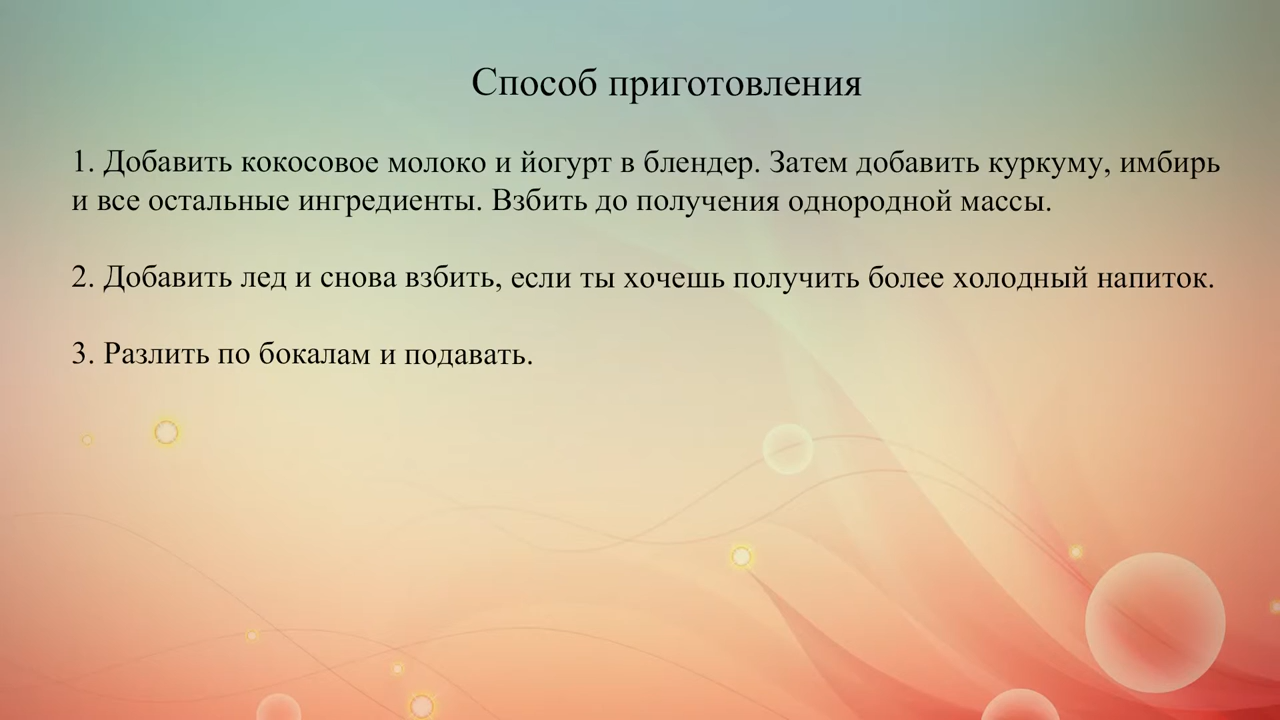 Способ приготовления
1. Добавить кокосовое молоко и йогурт в блендер. Затем добавить куркуму, имбирь
и все остальные ингредиенты. Взбить до получения однородной массы.
2. Добавить лед и снова взбить, если ты хочешь получить более холодный напиток.
3. Разлить по бокалам и подавать.